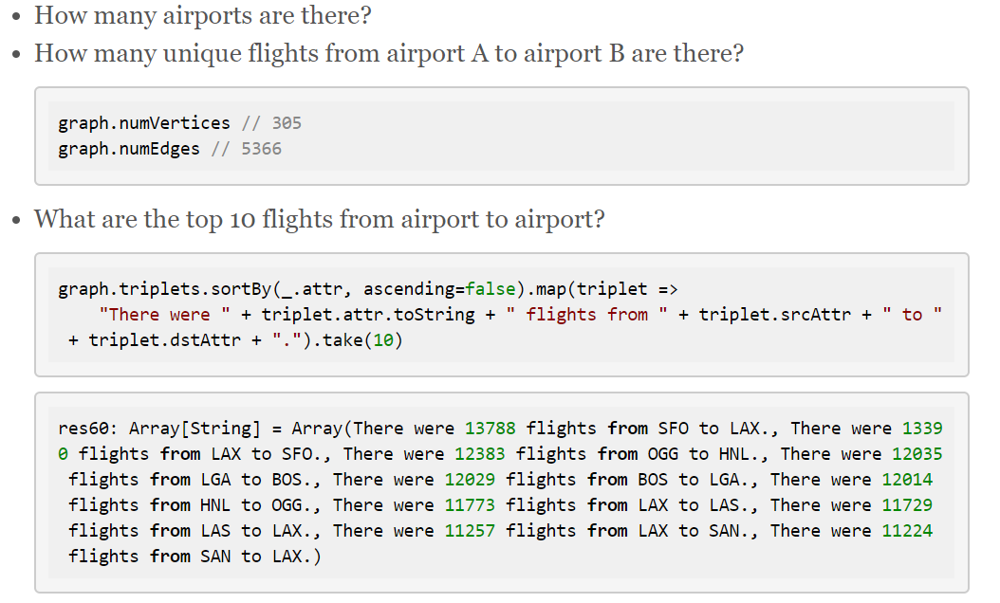 How many airports are there?
How many unique flights from airport A to airport B are there?
graph.numVertices // 305
graph.numEdges // 5366
What are the top 10 flights from airport to airport?
graph.triplets.sortBy(_.attr, ascending=false).map(triplet =>
"There were " + triplet.attr.toString + " flights from " + triplet.srcAttr + " to "
+ triplet.dstAttr + ".").take(10)
res60: Array[String] = Array(There were 13788 flights from SFO to LAX., There were 1339
0 flights from LAX to SFO., There were 12383 flights from OGG to HNL., There were 12035
flights from LGA to BOS., There were 12029 flights from BOS to LGA., There were 12014
flights from HNL to OGG., There were 11773 flights from LAX to LAS., There were 11729
flights from LAS to LAX., There were 11257 flights from LAX to SAN., There were 11224
flights from SAN to LAX.)